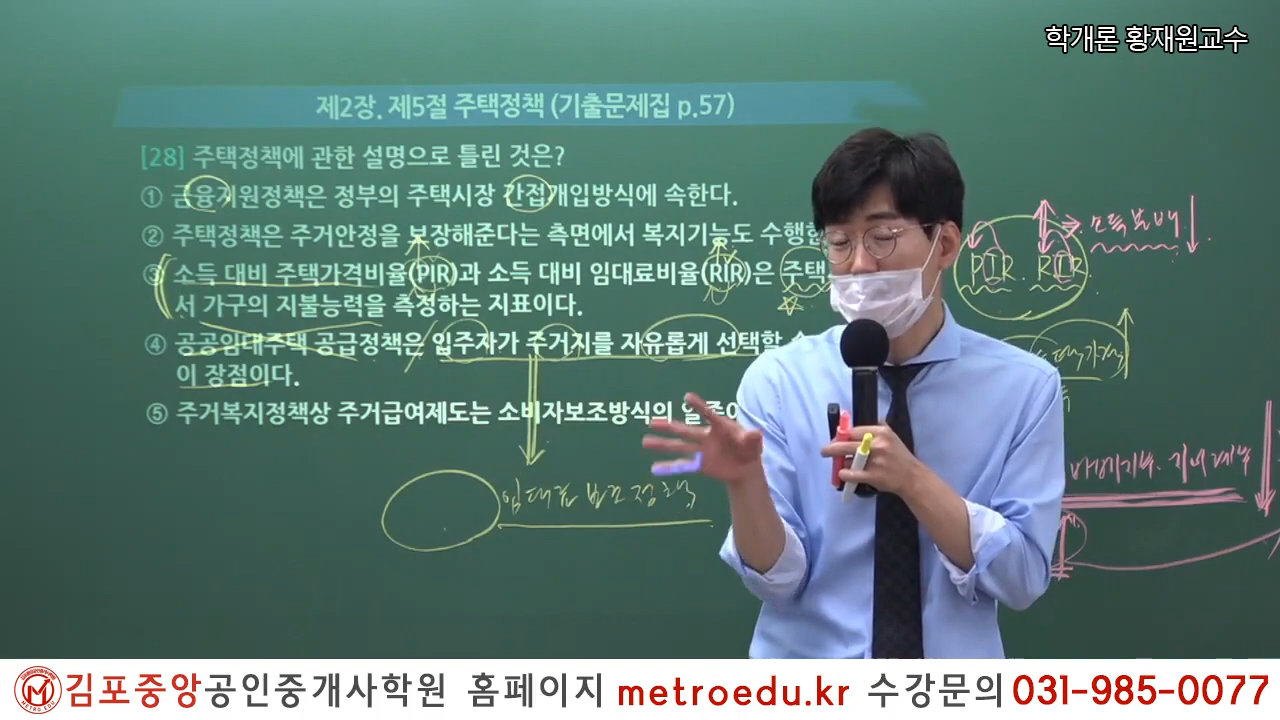 학개론 황재원교수
제2장. 제5절 주택정책 (기출문제집 p.57)
[28] 주택정책에 관한 설명으로 틀린 것은?
① 금융지원정책은 정부의 주택시장 간접개입방식에 속한다.
② 주택정책은 주거안정을 보장해준다는 측면에서 복지기능도 수행한
③ 소득 대비 주택가격비율(PIR)과 소득 대비 임대료비율(RIR)은 주택
서 가구의 지불능력을 측정하는 지표이다.
④ 공공임대주택 공급정책은 입주자가 주거지를 자유롭게 선택할
이 장점이다.
⑤ 주거복지정책상 주거급여제도는 소비자보조방식의 일종
소득분배
PIR. RIR.
임대료 보조정책
김포중앙공인중개사학원 홈페이지 metroedu.kr 수강문의 031-985-0077